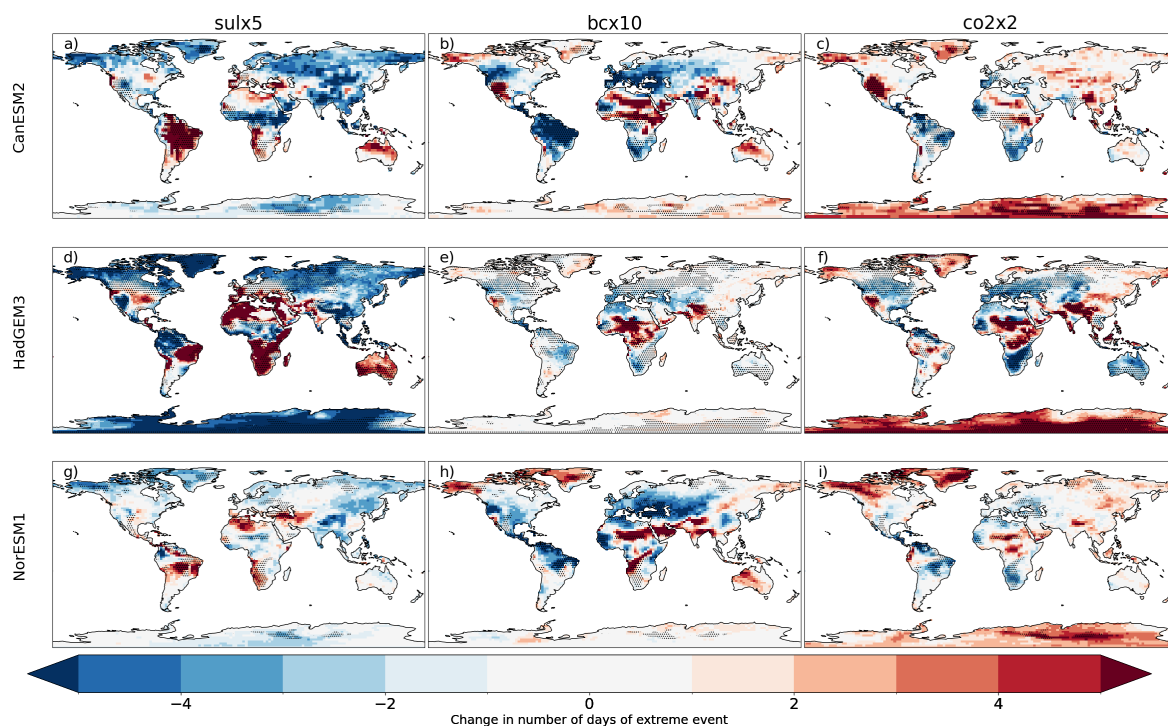 sulx5 bcx10 co2x2
CanESM2
a) b) c)
HadGEM3
d) e) f)
NorESM1
g) h) i)
−4 −2 0 2 4
Change in number of days of extreme event